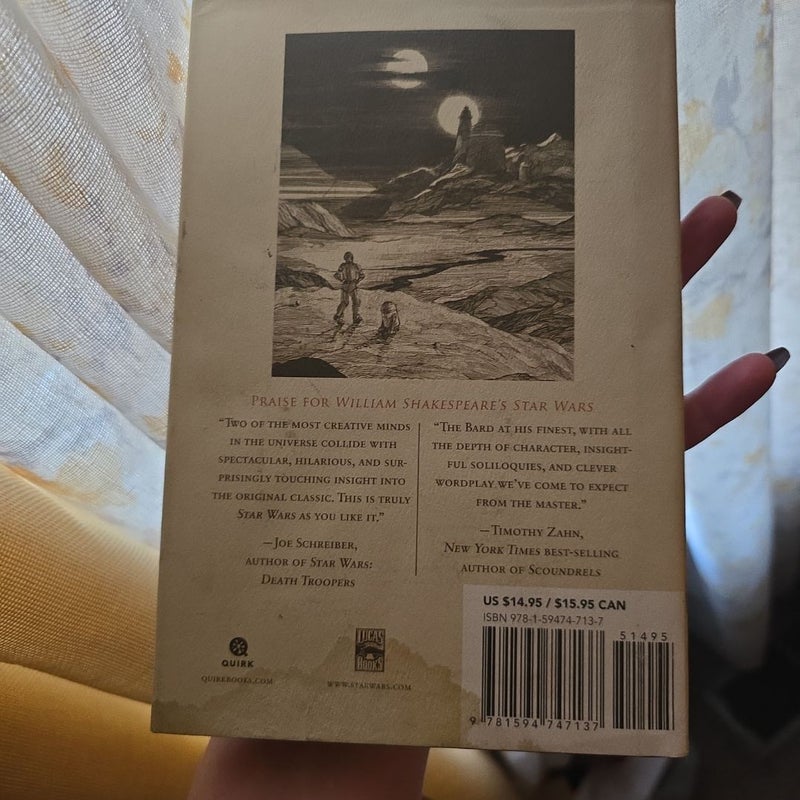 Praise for William Shakespeare's Star Wars
"Two of the most creative minds
in the universe collide with
spectacular, hilarious, and sur-
prisingly touching insight into
the original classic. This is truly
Star Wars as you like it."
—Joe Schreiber,
author of Star Wars:
Death Troopers
"The Bard at his finest, with all
the depth of character, insight-
ful soliloquies, and clever
wordplay we've come to expect
from the master."
—Timothy Zahn,
New York Times best-selling
author of Scoundrels
QUIRK
quirkbooks.com
LUCAS
BOOKS
www.starwars.com
US $14.95 / $15.95 CAN
ISBN 978-1-59474-713-7
51495
9 781594 747137